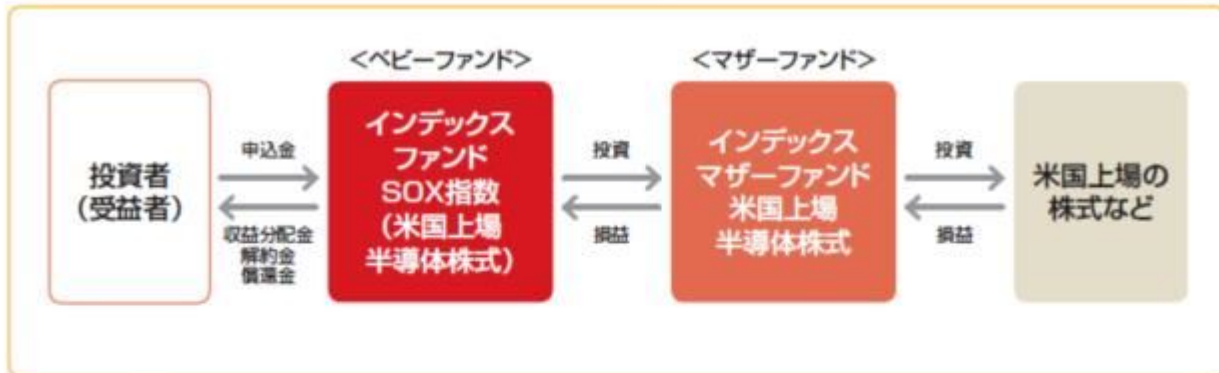 <ベビーファンド>
<マザーファンド>
投資者
(受益者)
申込金
収益分配金
解約金
償還金
インデックス
ファンド
SOX指数
(米国上場
半導体株式)
投資
損益
インデックス
マザーファンド
米国上場
半導体株式
投資
損益
米国上場の
株式など